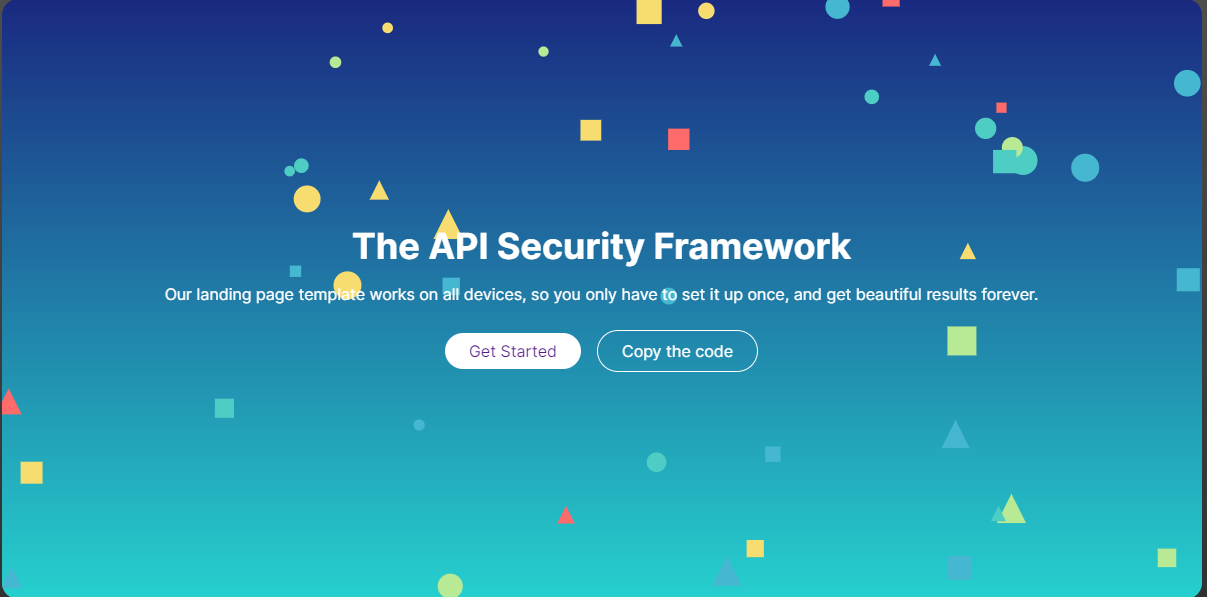 The API Security Framework
Our landing page template works on all devices, so you only have to set it up once, and get beautiful results forever.
Get Started
Copy the code